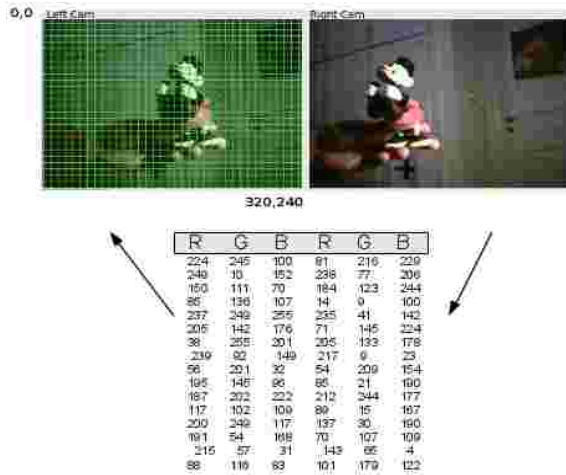 0,0 Left Cam Right Cam
320,240
R G B R G B
224 245 100 81 216 229
249 10 152 238 77 206
150 111 70 184 123 244
85 136 107 14 9 100
237 249 255 235 41 142
205 142 176 71 145 224
38 255 201 205 133 178
239 92 149 217 9 23
56 201 32 54 209 154
195 145 96 85 21 190
187 202 222 212 244 177
117 102 109 89 15 167
200 249 117 137 30 190
191 54 168 70 107 109
215 57 31 143 65 4
88 116 83 101 179 122